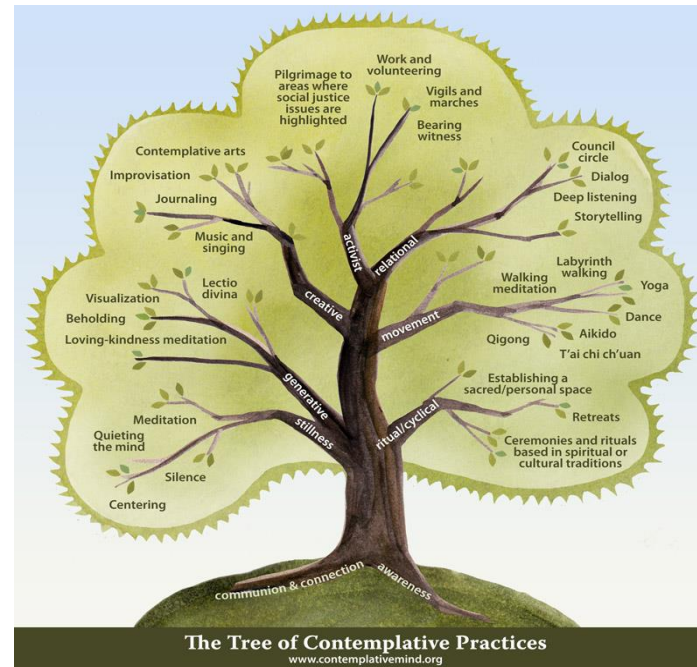 Work and
volunteering
Pilgrimage to
areas where
social justice
issues are
highlighted
Vigils and
marches
Bearing
witness
Contemplative arts
Improvisation
Journaling
Music and
singing
Council
circle
Dialog
Deep listening
Storytelling
activist
relational
creative
movement
Lectio
divina
Visualization
Beholding
Loving-kindness meditation
Walking
meditation
Labyrinth
walking
Yoga
Dance
Aikido
Qigong
T'ai chi ch'uan
generative
stillness
ritual/cyclical
Establishing a
sacred/personal space
Retreats
Ceremonies and rituals
based in spiritual or
cultural traditions
Meditation
Quieting
the mind
Silence
Centering
communion & connection
awareness
The Tree of Contemplative Practices
www.contemplativemind.org